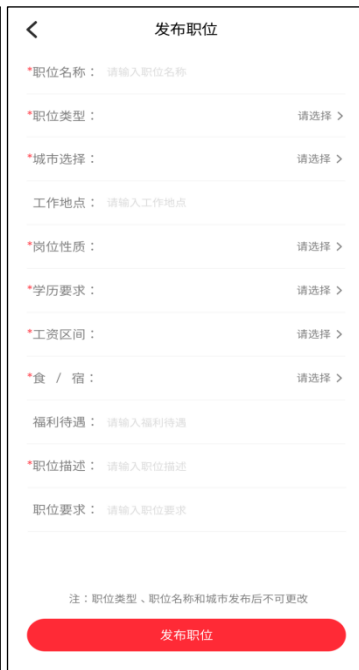 发布职位
*职位名称：请输入职位名称
*职位类型：请选择
*城市选择：请选择
工作地点：请输入工作地点
*岗位性质：请选择
*学历要求：请选择
*工资区间：请选择
*食 / 宿：请选择
福利待遇：请输入福利待遇
*职位描述：请输入职位描述
职位要求：请输入职位要求
注：职位类型、职位名称和城市发布后不可更改
发布职位